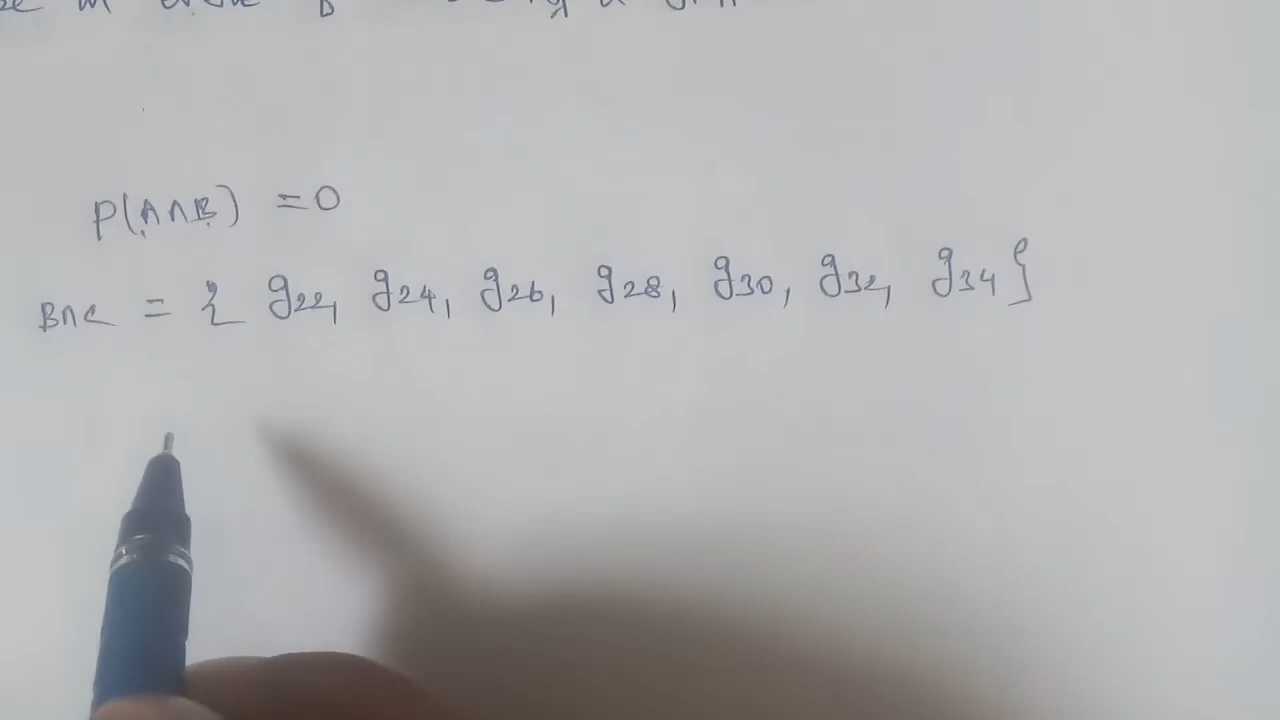 P(A∩B) = 0
B∩C = { g22, g24, g26, g28, g30, g32, g34 }